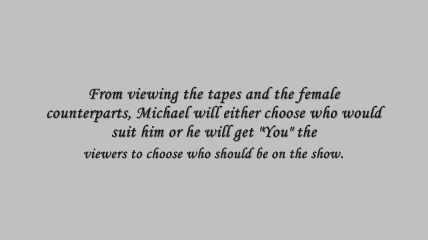 From viewing the tapes and the female
counterparts, Michael will either choose who would
suit him or he will get "You" the
viewers to choose who should be on the show.